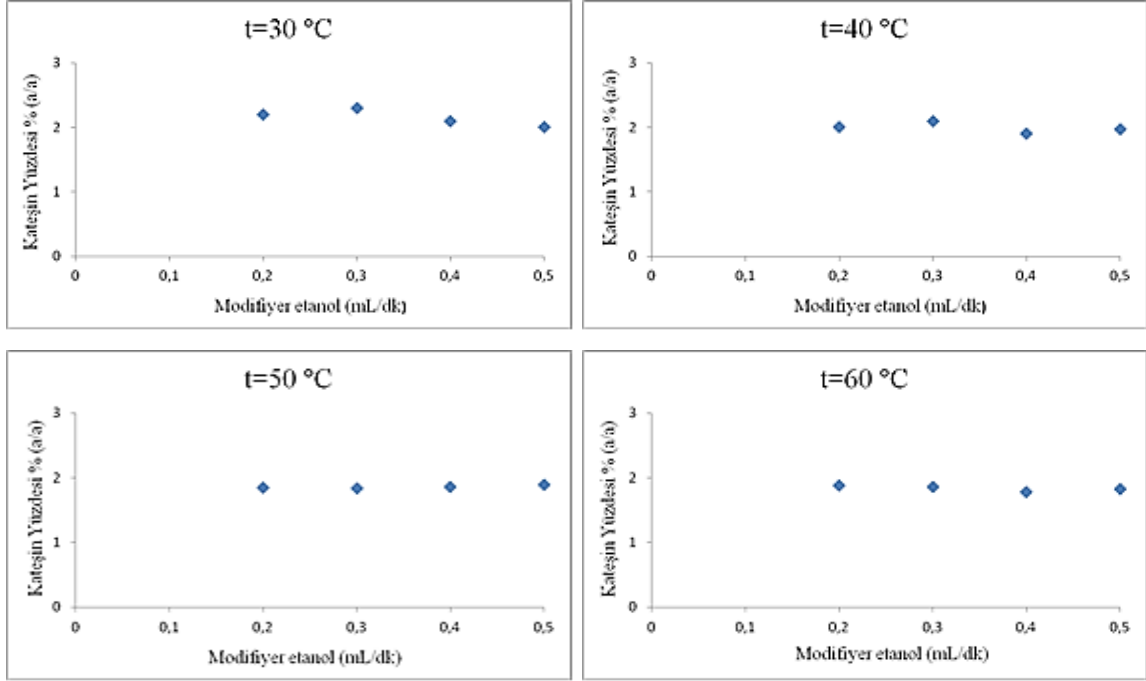 t=30 °C
Kateşin Yüzdesi % (a/a)
3
2
1
0
0 0,1 0,2 0,3 0,4 0,5
Modifiyer etanol (mL/dk)
t=40 °C
Kateşin Yüzdesi % (a/a)
3
2
1
0
0 0,1 0,2 0,3 0,4 0,5
Modifiyer etanol (mL/dk)
t=50 °C
Kateşin Yüzdesi % (a/a)
3
2
1
0
0 0,1 0,2 0,3 0,4 0,5
Modifiyer etanol (mL/dk)
t=60 °C
Kateşin Yüzdesi % (a/a)
3
2
1
0
0 0,1 0,2 0,3 0,4 0,5
Modifiyer etanol (mL/dk)